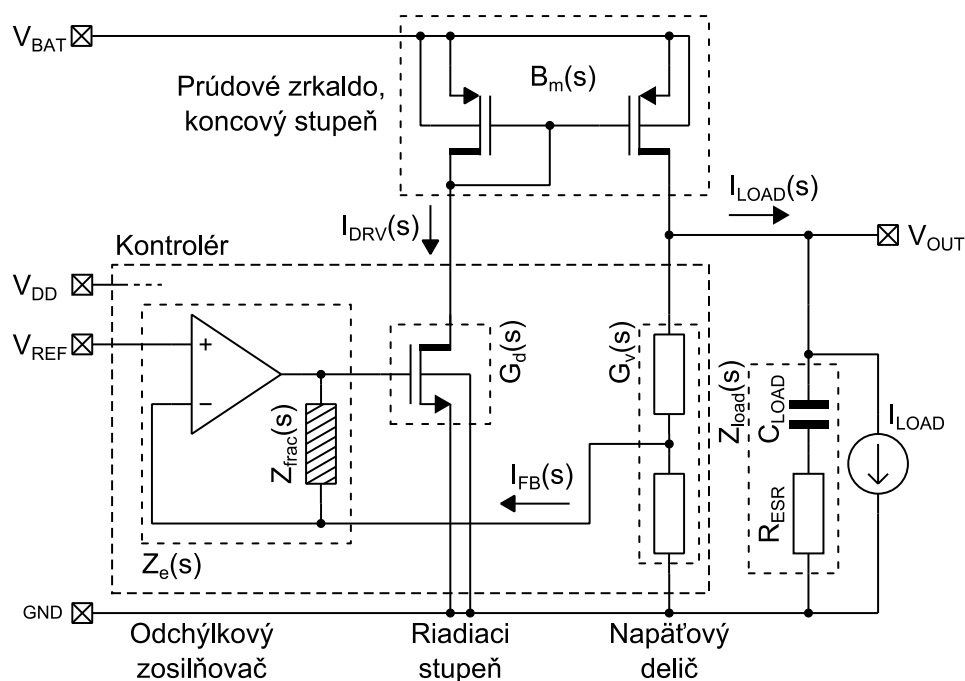 V_BAT
Prúdové zrkaldo,
koncový stupeň
B_m(s)
I_LOAD(s)
I_DRV(s)
V_OUT
Kontrolér
V_DD
V_REF
+
−
Z_frac(s)
G_d(s)
G_v(s)
Z_load(s)
C_LOAD
I_LOAD
I_FB(s)
R_ESR
Z_e(s)
GND
Odchýlkový
zosilňovač
Riadiaci
stupeň
Napäťový
delič